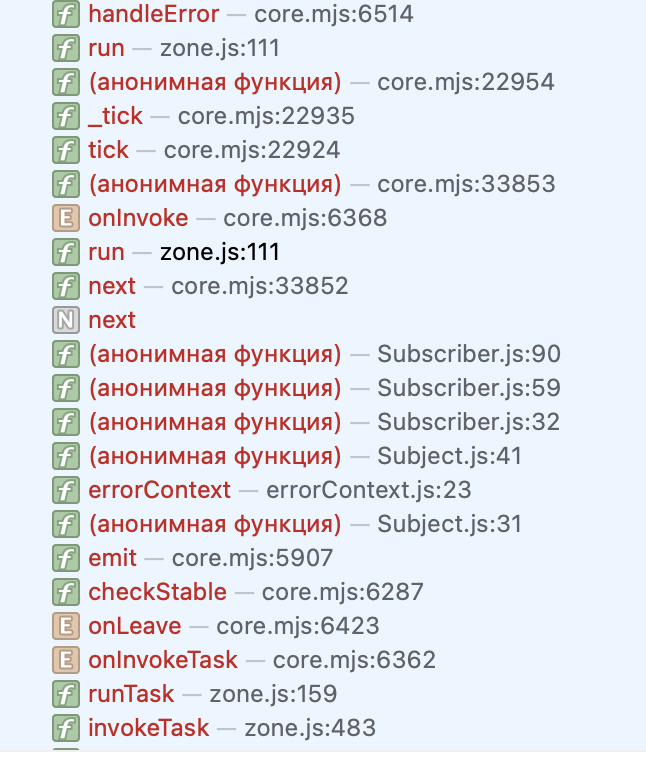 f handleError — core.mjs:6514
f run — zone.js:111
f (анонимная функция) — core.mjs:22954
f _tick — core.mjs:22935
f tick — core.mjs:22924
f (анонимная функция) — core.mjs:33853
E onInvoke — core.mjs:6368
f run — zone.js:111
f next — core.mjs:33852
N next
f (анонимная функция) — Subscriber.js:90
f (анонимная функция) — Subscriber.js:59
f (анонимная функция) — Subscriber.js:32
f (анонимная функция) — Subject.js:41
f errorContext — errorContext.js:23
f (анонимная функция) — Subject.js:31
f emit — core.mjs:5907
f checkStable — core.mjs:6287
E onLeave — core.mjs:6423
E onInvokeTask — core.mjs:6362
f runTask — zone.js:159
f invokeTask — zone.js:483